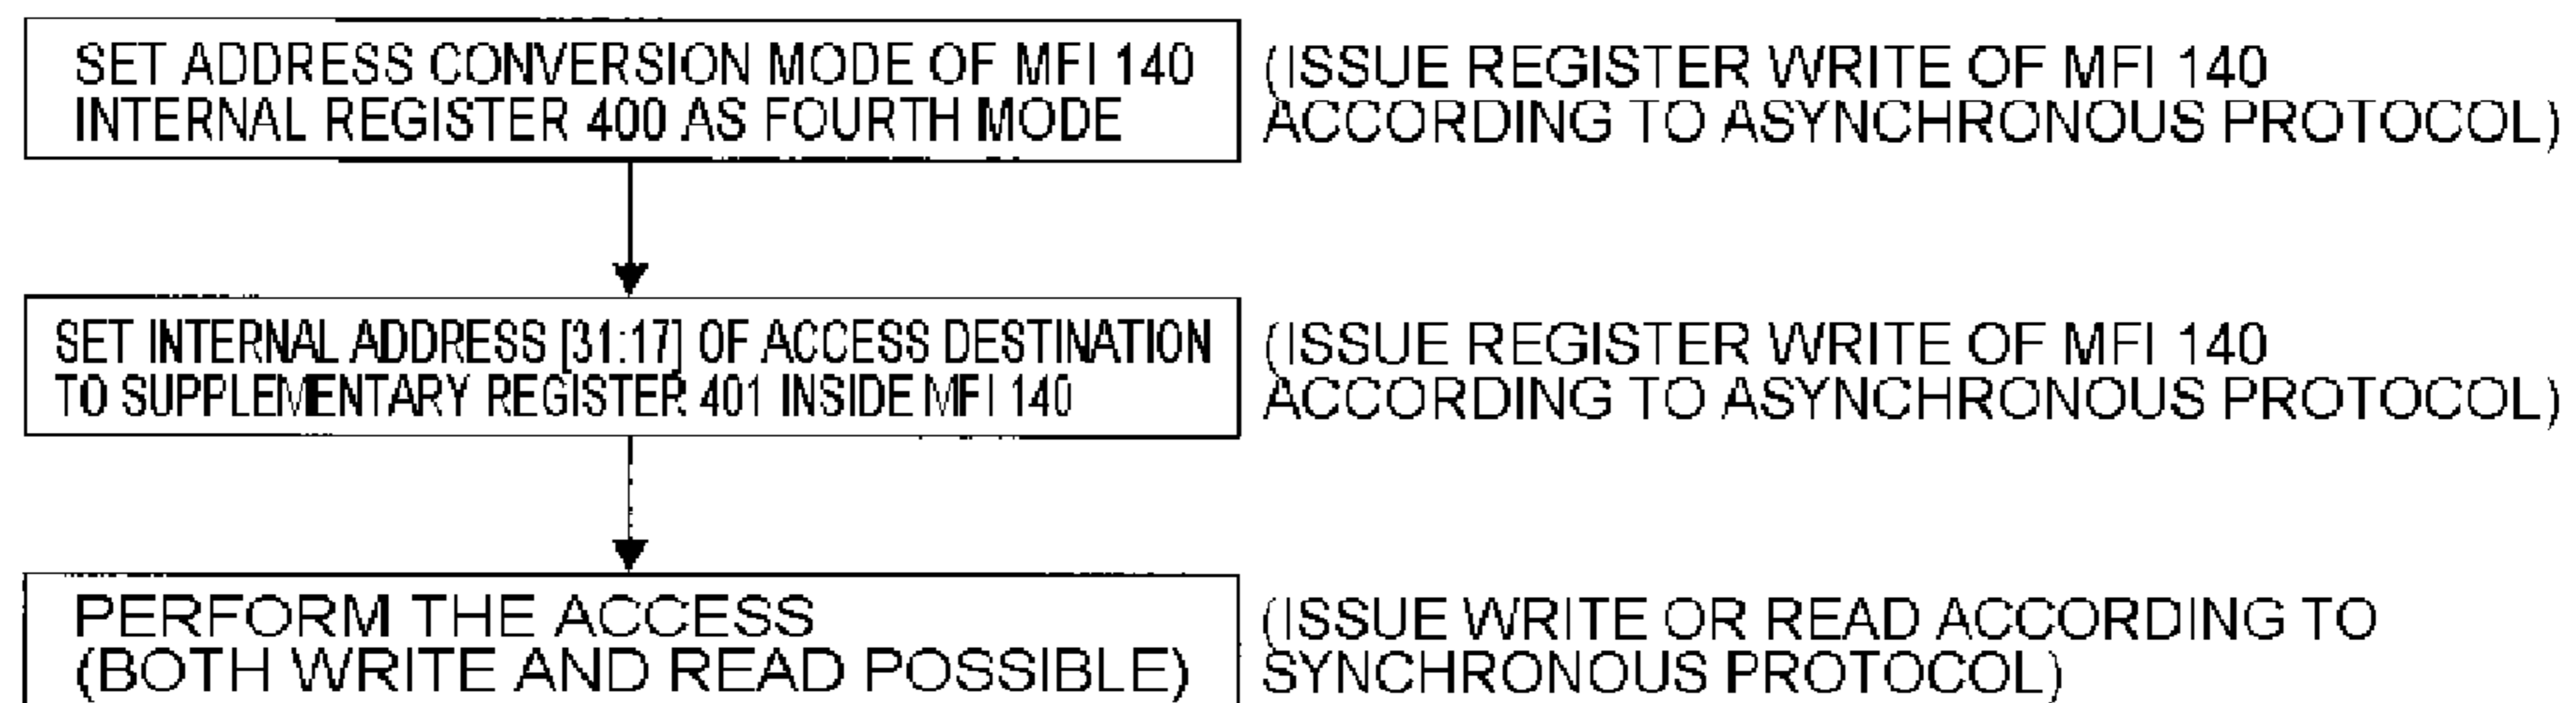 SET ADDRESS CONVERSION MODE OF MFI 140
INTERNAL REGISTER 400 AS FOURTH MODE
(ISSUE REGISTER WRITE OF MFI 140
ACCORDING TO ASYNCHRONOUS PROTOCOL)
SET INTERNAL ADDRESS [31:17] OF ACCESS DESTINATION
TO SUPPLEMENTARY REGISTER 401 INSIDE MFI 140
(ISSUE REGISTER WRITE OF MFI 140
ACCORDING TO ASYNCHRONOUS PROTOCOL)
PERFORM THE ACCESS
(BOTH WRITE AND READ POSSIBLE)
(ISSUE WRITE OR READ ACCORDING TO
SYNCHRONOUS PROTOCOL)